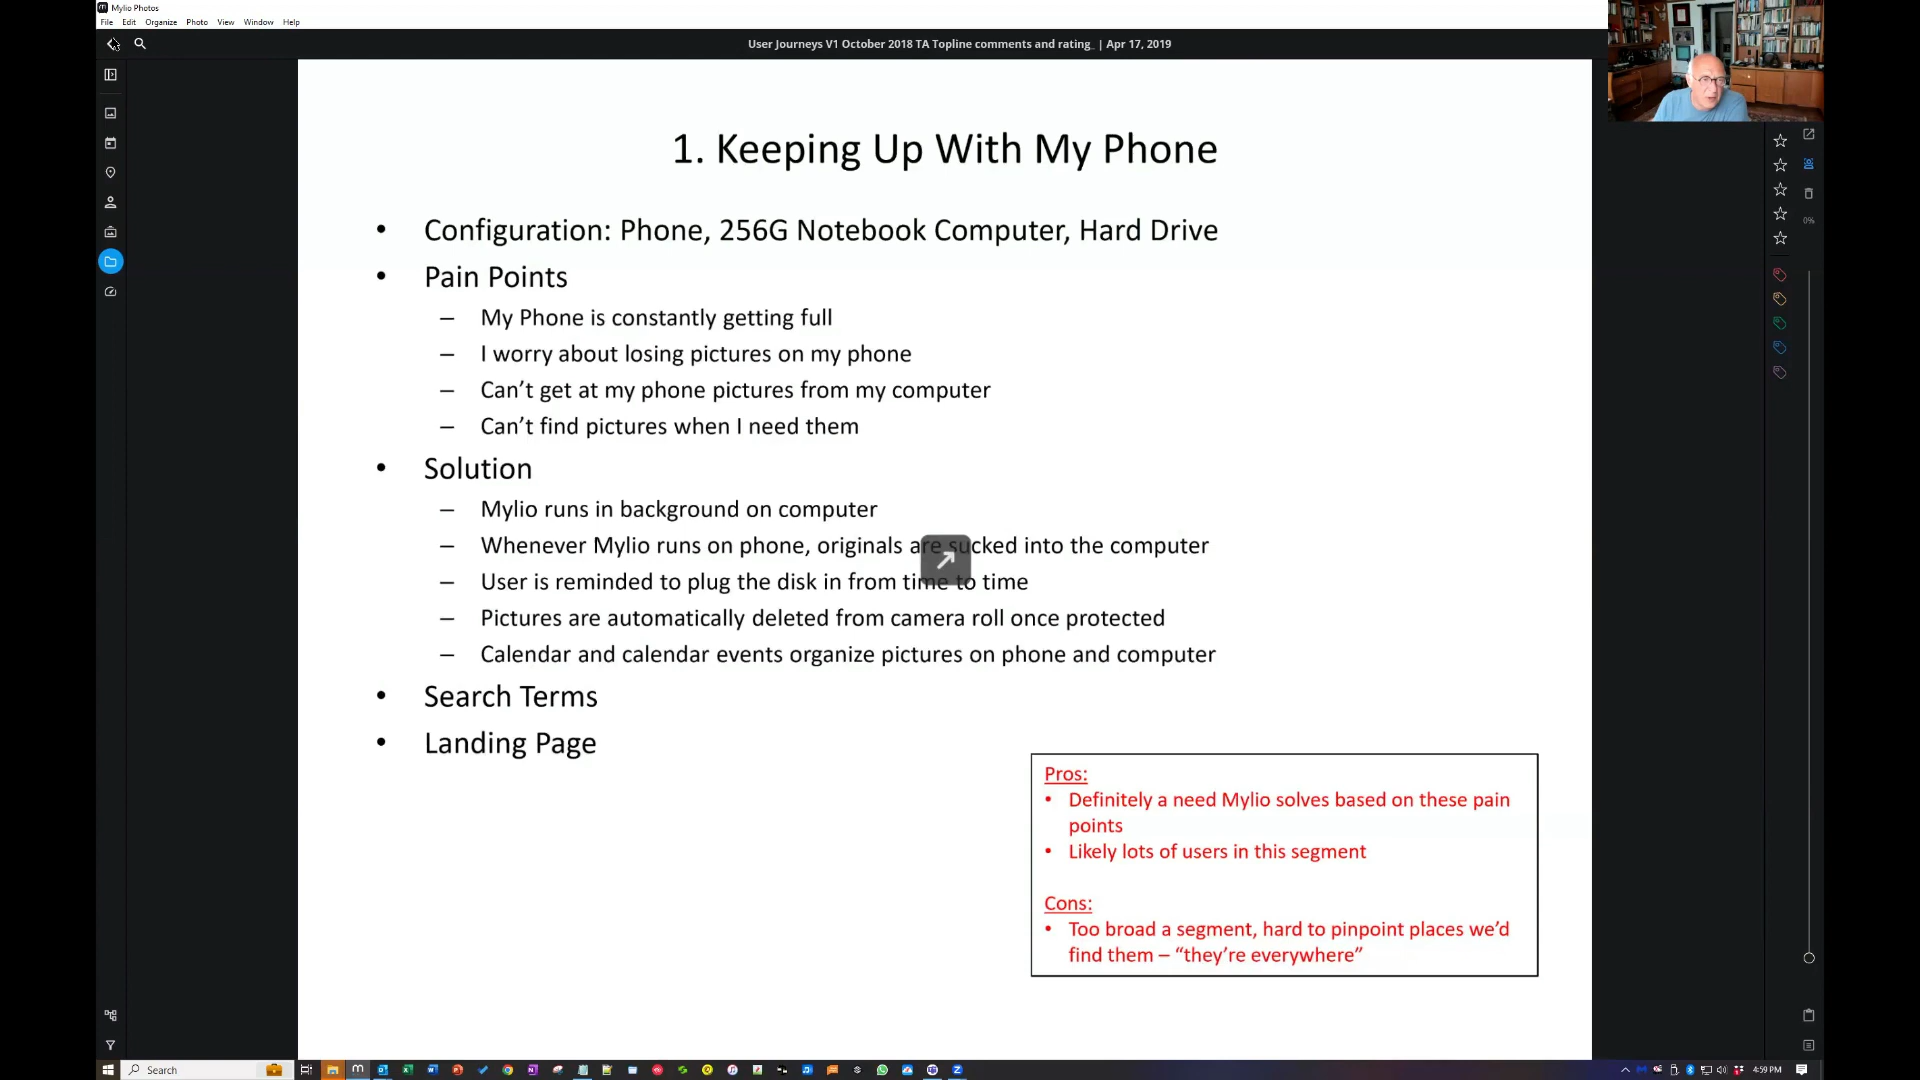 Mylio Photos
File Edit Organize Photo View Window Help
User Journeys V1 October 2018 TA Topline comments and rating_ | Apr 17, 2019
0%
1. Keeping Up With My Phone
• Configuration: Phone, 256G Notebook Computer, Hard Drive
• Pain Points
– My Phone is constantly getting full
– I worry about losing pictures on my phone
– Can’t get at my phone pictures from my computer
– Can’t find pictures when I need them
• Solution
– Mylio runs in background on computer
– Whenever Mylio runs on phone, originals are sucked into the computer
– User is reminded to plug the disk in from time to time
– Pictures are automatically deleted from camera roll once protected
– Calendar and calendar events organize pictures on phone and computer
• Search Terms
• Landing Page
Pros:
• Definitely a need Mylio solves based on these pain
points
• Likely lots of users in this segment
Cons:
• Too broad a segment, hard to pinpoint places we’d
find them – “they’re everywhere”
Search
4:59 PM